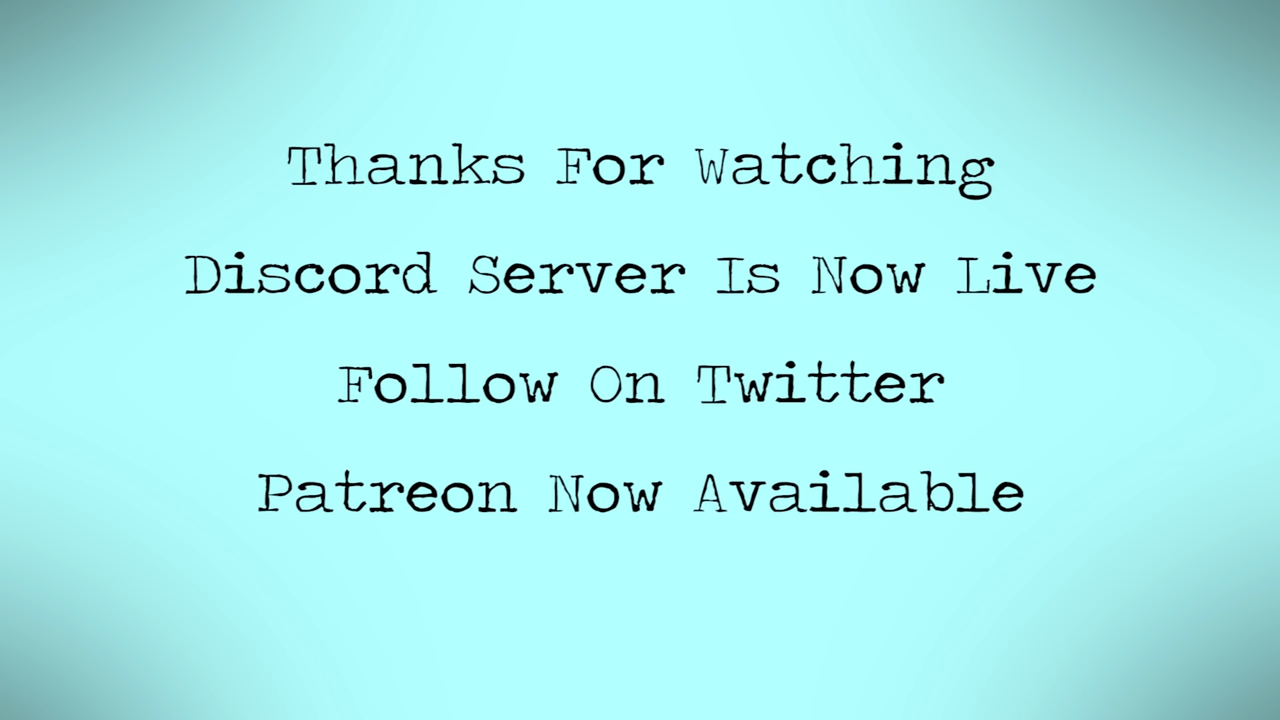 Thanks For Watching
Discord Server Is Now Live
Follow On Twitter
Patreon Now Available